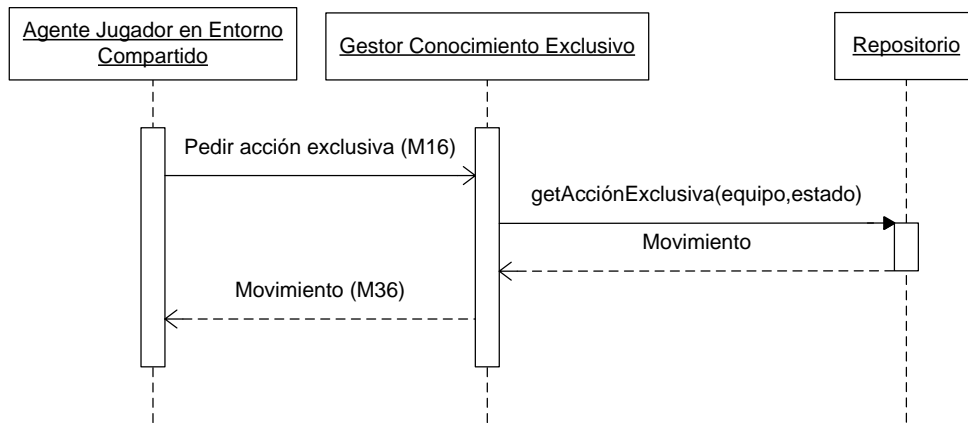 Agente Jugador en Entorno
Compartido
Gestor Conocimiento Exclusivo
Repositorio
Pedir acción exclusiva (M16)
getAcciónExclusiva(equipo,estado)
Movimiento
Movimiento (M36)